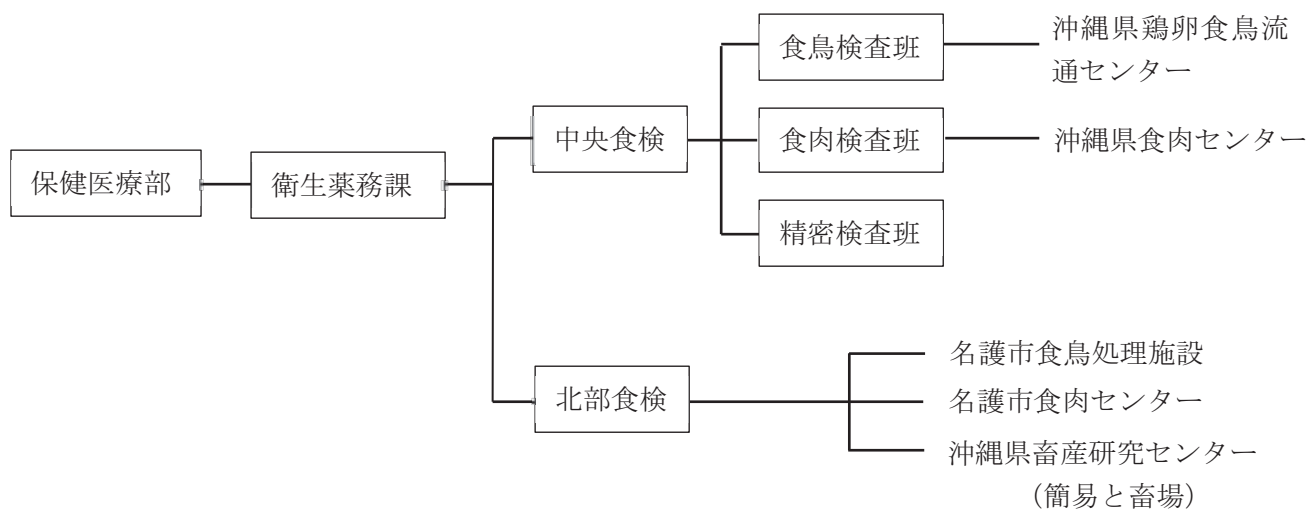 保健医療部
衛生薬務課
中央食検
食鳥検査班
沖縄県鶏卵食鳥流
通センター
食肉検査班
沖縄県食肉センター
精密検査班
北部食検
名護市食鳥処理施設
名護市食肉センター
沖縄県畜産研究センター
（簡易と畜場）